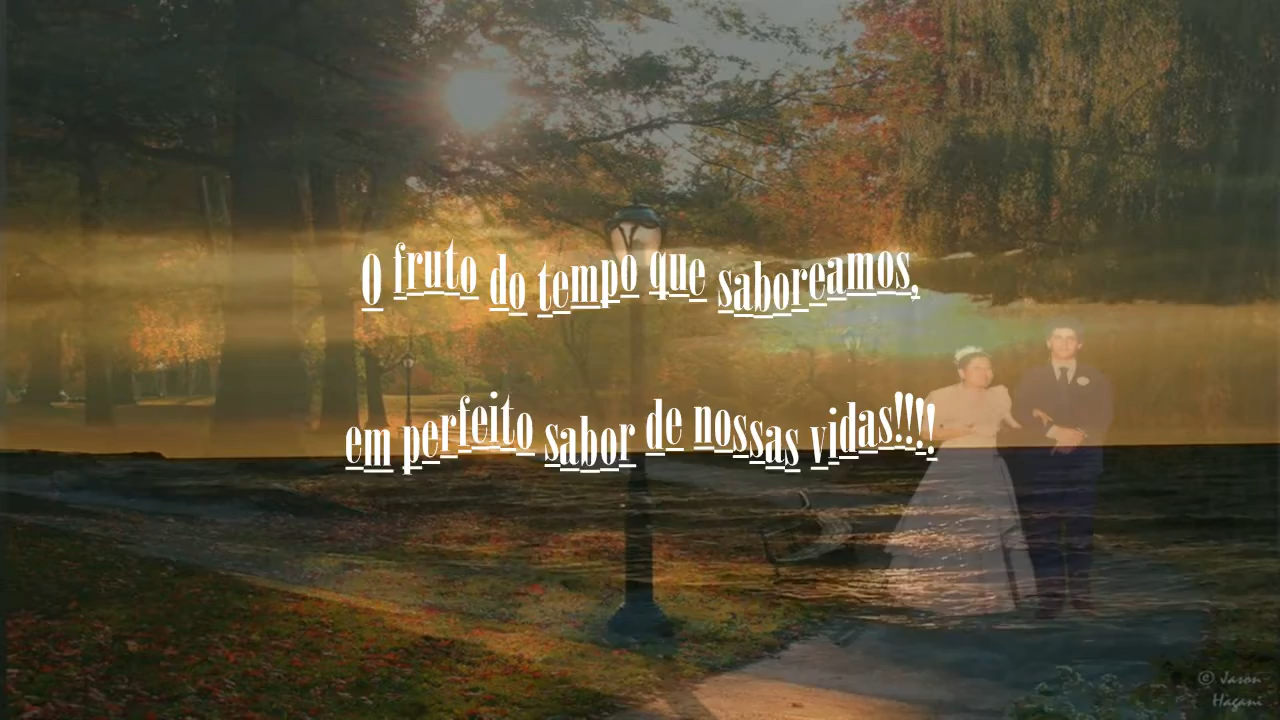 O fruto do tempo que saboreamos,
em perfeito sabor de nossas vidas!!!!
© Jason
Hagani